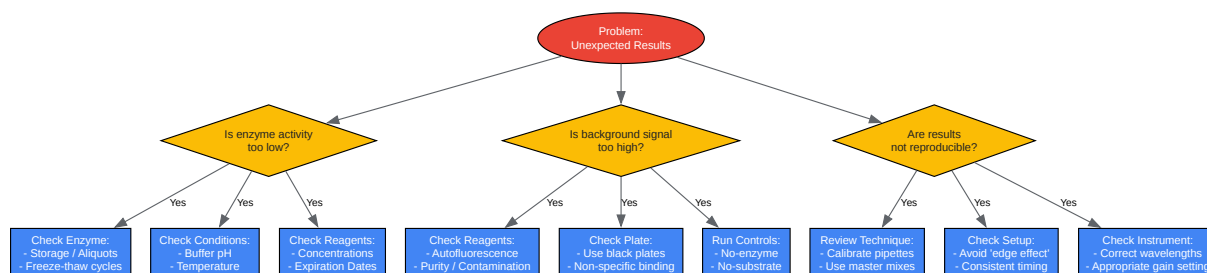 Problem:
Unexpected Results
Is enzyme activity
too low?
Is background signal
too high?
Are results
not reproducible?
Yes
Yes
Yes
Yes
Yes
Yes
Yes
Yes
Yes
Check Enzyme:
- Storage / Aliquots
- Freeze-thaw cycles
Check Conditions:
- Buffer pH
- Temperature
Check Reagents:
- Concentrations
- Expiration Dates
Check Reagents:
- Autofluorescence
- Purity / Contamination
Check Plate:
- Use black plates
- Non-specific binding
Run Controls:
- No-enzyme
- No-substrate
Review Technique:
- Calibrate pipettes
- Use master mixes
Check Setup:
- Avoid 'edge effect'
- Consistent timing
Check Instrument:
- Correct wavelengths
- Appropriate gain setting